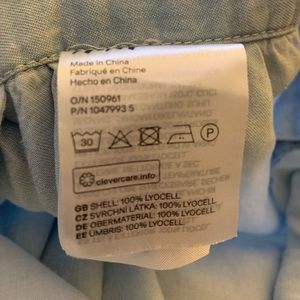 Made in China
Fabriqué en Chine
Hecho en China
O/N 150961
P/N 1047993 5
30
P
clevercare.info
GB SHELL: 100% LYOCELL
CZ SVRCHNÍ LÁTKA: 100% LYOCELL
DE OBERMATERIAL: 100% LYOCELL
EE ÜMBRIS: 100% LYOCELL